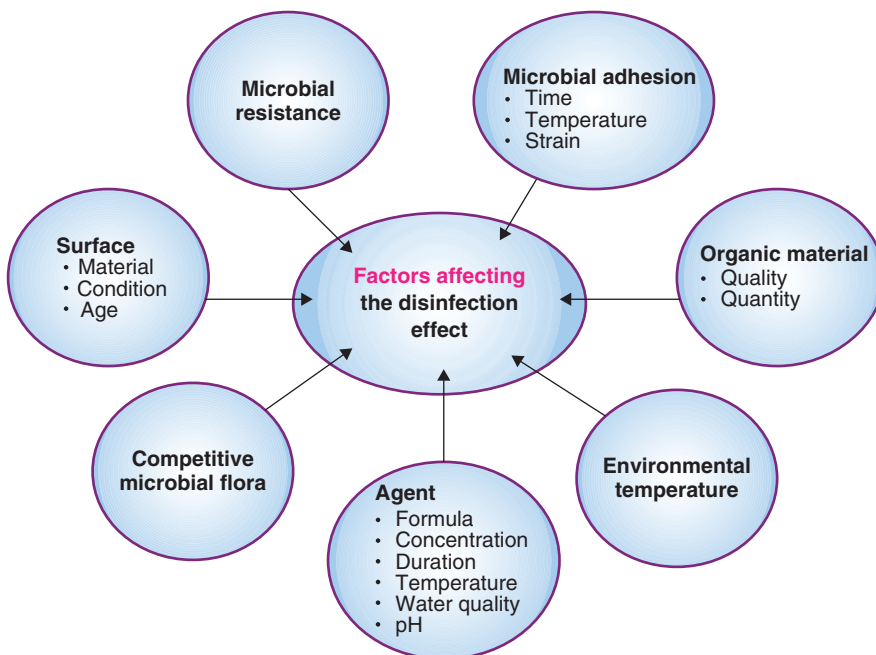 Microbial
resistance
Microbial adhesion
• Time
• Temperature
• Strain
Surface
• Material
• Condition
• Age
Factors affecting
the disinfection
effect
Organic material
• Quality
• Quantity
Competitive
microbial flora
Agent
• Formula
• Concentration
• Duration
• Temperature
• Water quality
• pH
Environmental
temperature